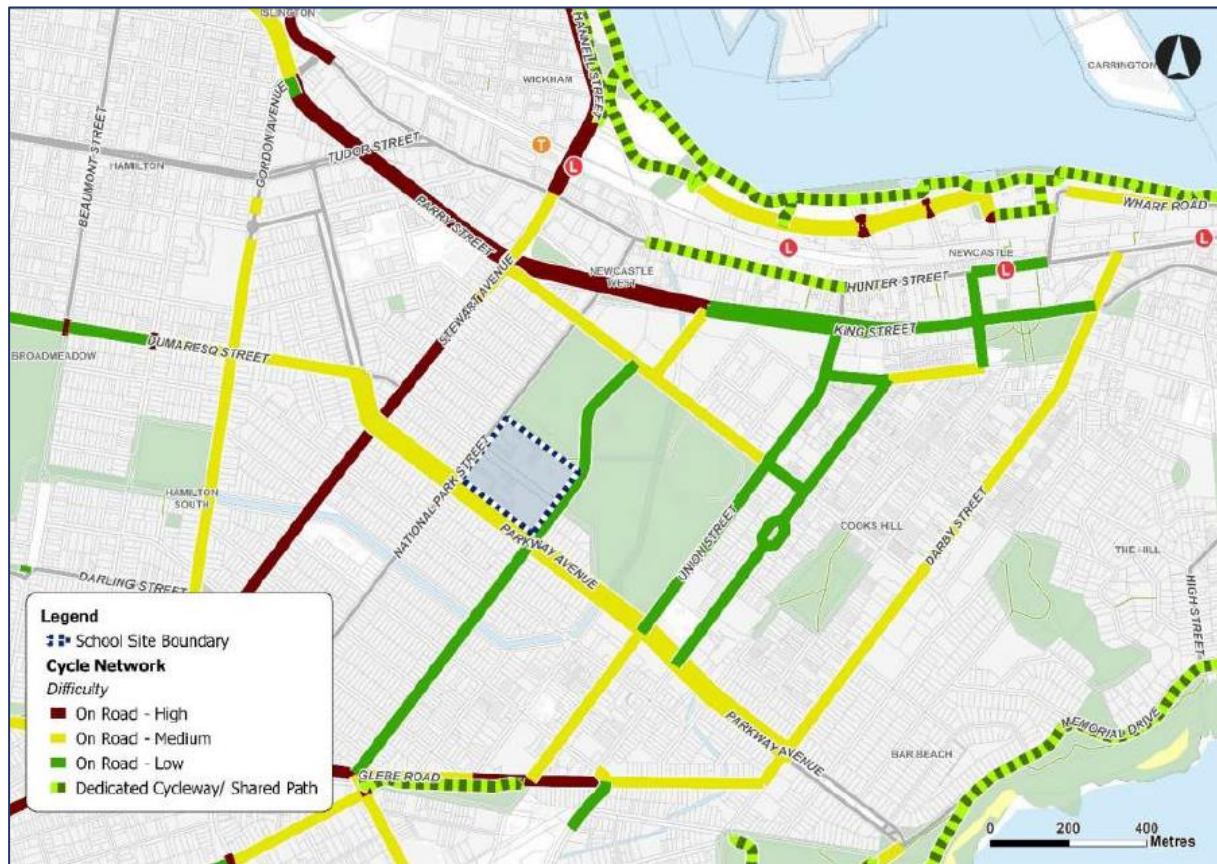 ISLINGTON
HANNELL STREET
WICKHAM
CARRINGTON
BEAUMONT STREET
GORDON AVENUE
TUDOR STREET
HAMILTON
T
L
PARRY STREET
WHARF ROAD
L
L
L
NEWCASTLE
NEWCASTLE
WEST
HUNTER STREET
STEWART AVENUE
KING STREET
DUMARESQ STREET
BROADMEADOW
NATIONAL PARK STREET
HAMILTON
SOUTH
UNION STREET
COOKS HILL
DARBY STREET
THE HILL
PARKWAY AVENUE
HIGH STREET
DARLING STREET
MEMORIAL DRIVE
PARKWAY AVENUE
BAR BEACH
GLEBE ROAD
Legend
School Site Boundary
Cycle Network
Difficulty
On Road - High
On Road - Medium
On Road - Low
Dedicated Cycleway/ Shared Path
0 200 400
Metres